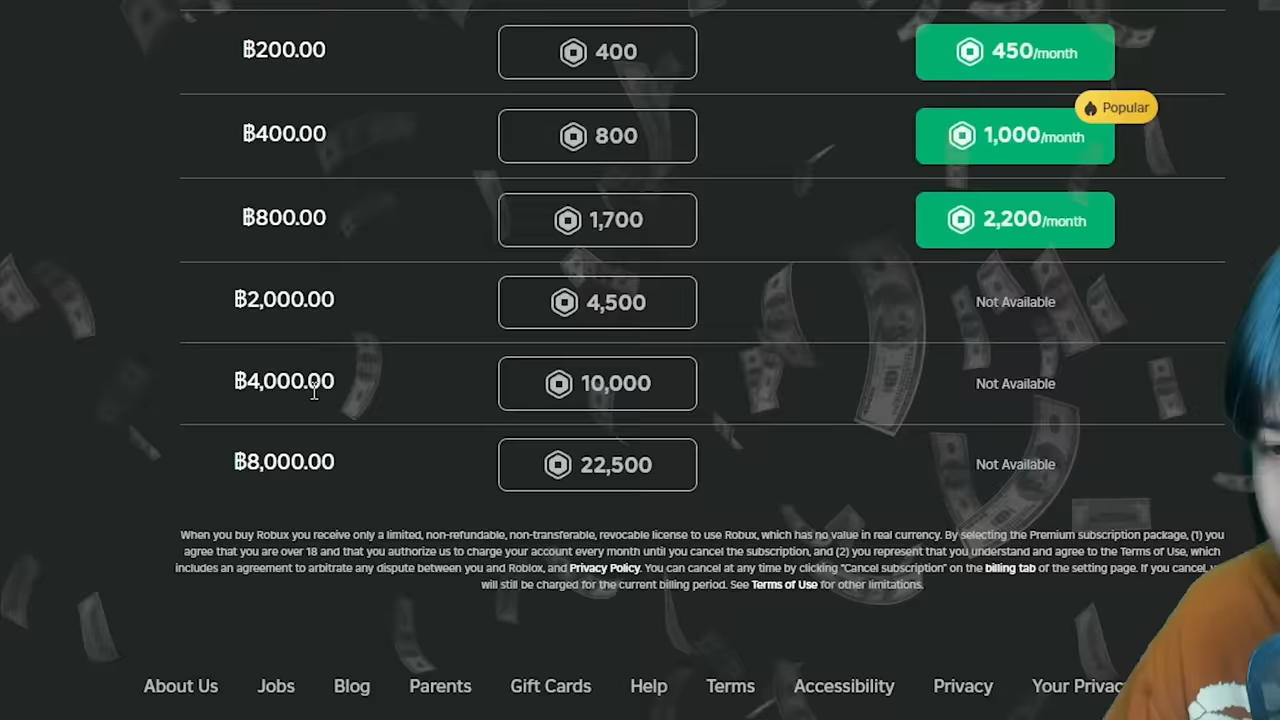 ฿200.00 400 450/month
Popular
฿400.00 800 1,000/month
฿800.00 1,700 2,200/month
฿2,000.00 4,500 Not Available
฿4,000.00 10,000 Not Available
฿8,000.00 22,500 Not Available
When you buy Robux you receive only a limited, non-refundable, non-transferable, revocable license to use Robux, which has no value in real currency. By selecting the Premium subscription package, (1) you
agree that you are over 18 and that you authorize us to charge your account every month until you cancel the subscription, and (2) you represent that you understand and agree to the Terms of Use, which
includes an agreement to arbitrate any dispute between you and Roblox, and Privacy Policy. You can cancel at any time by clicking "Cancel subscription" on the billing tab of the setting page. If you cancel,
will still be charged for the current billing period. See Terms of Use for other limitations.
About Us Jobs Blog Parents Gift Cards Help Terms Accessibility Privacy Your